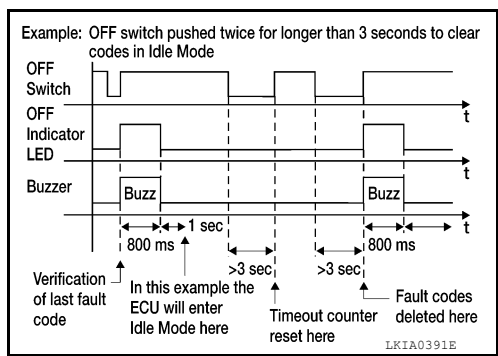 Example: OFF switch pushed twice for longer than 3 seconds to clear
codes in Idle Mode
OFF
Switch
t
OFF
Indicator
LED
t
Buzzer
Buzz
Buzz
t
1 sec
800 ms
>3 sec
>3 sec
800 ms
Verification
of last fault
code
In this example the
ECU will enter
Idle Mode here
Timeout counter
reset here
Fault codes
deleted here
LKIA0391E